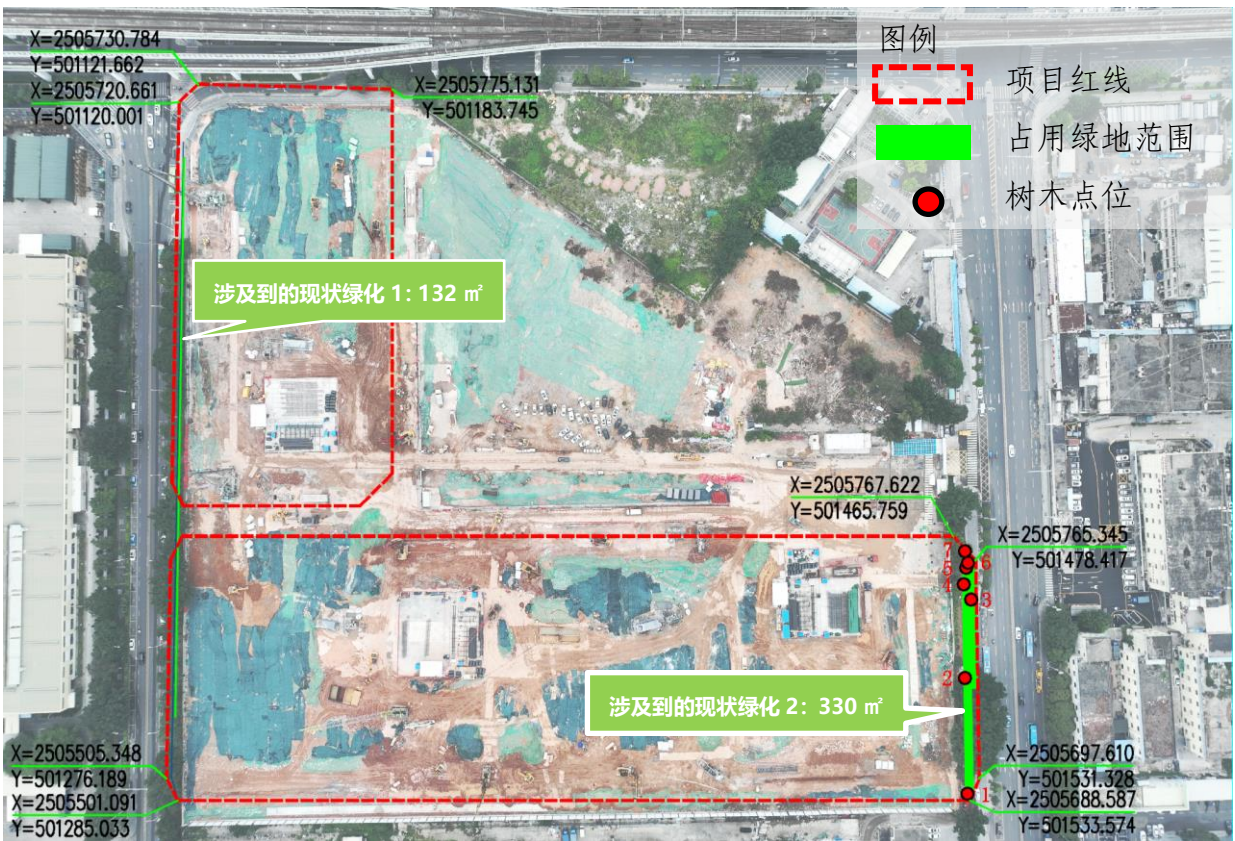 X=2505730.784
Y=501121.662
X=2505720.661
Y=501120.001
X=2505775.131
Y=501183.745
图例
项目红线
占用绿地范围
树木点位
涉及到的现状绿化 1: 132 ㎡
X=2505767.622
Y=501465.759
X=2505765.345
Y=501478.417
7
6
5
4
3
2
涉及到的现状绿化 2: 330 ㎡
X=2505505.348
Y=501276.189
X=2505501.091
Y=501285.033
X=2505697.610
Y=501531.328
1
X=2505688.587
Y=501533.574